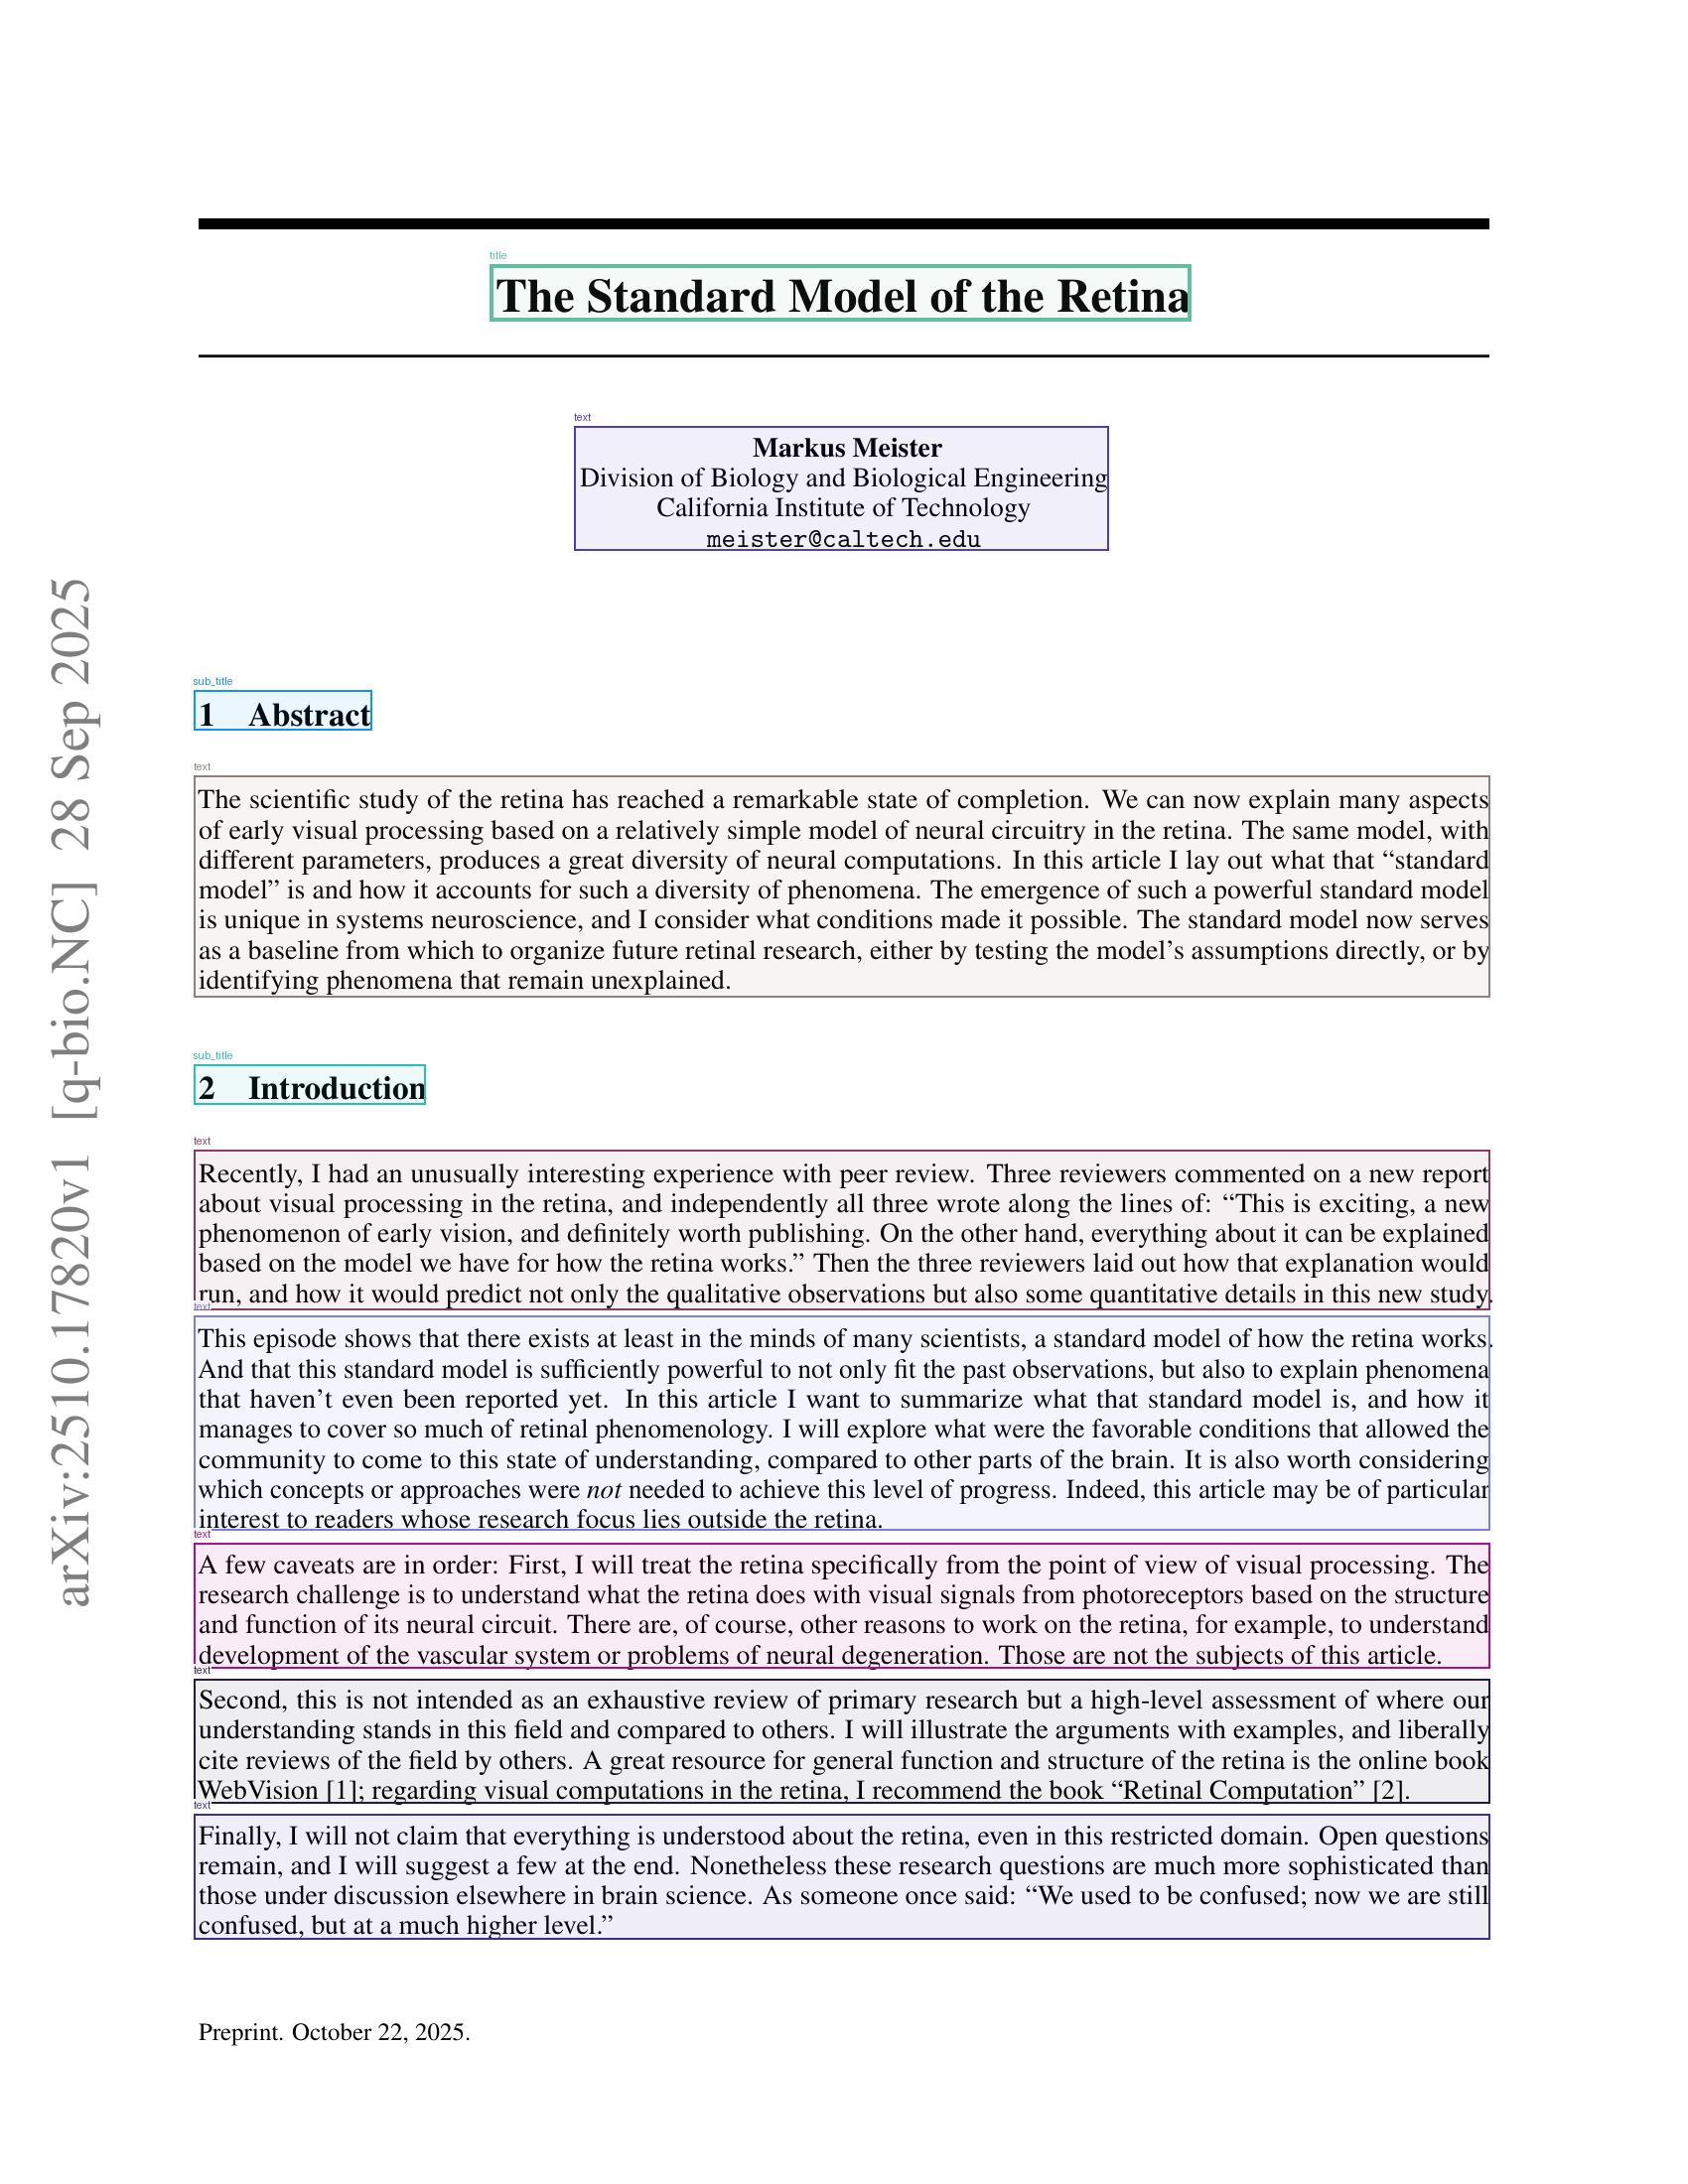 title
The Standard Model of the Retina
text
Markus Meister
Division of Biology and Biological Engineering
California Institute of Technology
meister@caltech.edu
arXiv:2510.17820v1 [q-bio.NC] 28 Sep 2025
sub_title
1 Abstract
text
The scientific study of the retina has reached a remarkable state of completion. We can now explain many aspects
of early visual processing based on a relatively simple model of neural circuitry in the retina. The same model, with
different parameters, produces a great diversity of neural computations. In this article I lay out what that “standard
model” is and how it accounts for such a diversity of phenomena. The emergence of such a powerful standard model
is unique in systems neuroscience, and I consider what conditions made it possible. The standard model now serves
as a baseline from which to organize future retinal research, either by testing the model’s assumptions directly, or by
identifying phenomena that remain unexplained.
sub_title
2 Introduction
text
Recently, I had an unusually interesting experience with peer review. Three reviewers commented on a new report
about visual processing in the retina, and independently all three wrote along the lines of: “This is exciting, a new
phenomenon of early vision, and definitely worth publishing. On the other hand, everything about it can be explained
based on the model we have for how the retina works.” Then the three reviewers laid out how that explanation would
run, and how it would predict not only the qualitative observations but also some quantitative details in this new study.
text
This episode shows that there exists at least in the minds of many scientists, a standard model of how the retina works.
And that this standard model is sufficiently powerful to not only fit the past observations, but also to explain phenomena
that haven’t even been reported yet. In this article I want to summarize what that standard model is, and how it
manages to cover so much of retinal phenomenology. I will explore what were the favorable conditions that allowed the
community to come to this state of understanding, compared to other parts of the brain. It is also worth considering
which concepts or approaches were not needed to achieve this level of progress. Indeed, this article may be of particular
interest to readers whose research focus lies outside the retina.
text
A few caveats are in order: First, I will treat the retina specifically from the point of view of visual processing. The
research challenge is to understand what the retina does with visual signals from photoreceptors based on the structure
and function of its neural circuit. There are, of course, other reasons to work on the retina, for example, to understand
development of the vascular system or problems of neural degeneration. Those are not the subjects of this article.
text
Second, this is not intended as an exhaustive review of primary research but a high-level assessment of where our
understanding stands in this field and compared to others. I will illustrate the arguments with examples, and liberally
cite reviews of the field by others. A great resource for general function and structure of the retina is the online book
WebVision [1]; regarding visual computations in the retina, I recommend the book “Retinal Computation” [2].
text
Finally, I will not claim that everything is understood about the retina, even in this restricted domain. Open questions
remain, and I will suggest a few at the end. Nonetheless these research questions are much more sophisticated than
those under discussion elsewhere in brain science. As someone once said: “We used to be confused; now we are still
confused, but at a much higher level.”
Preprint. October 22, 2025.